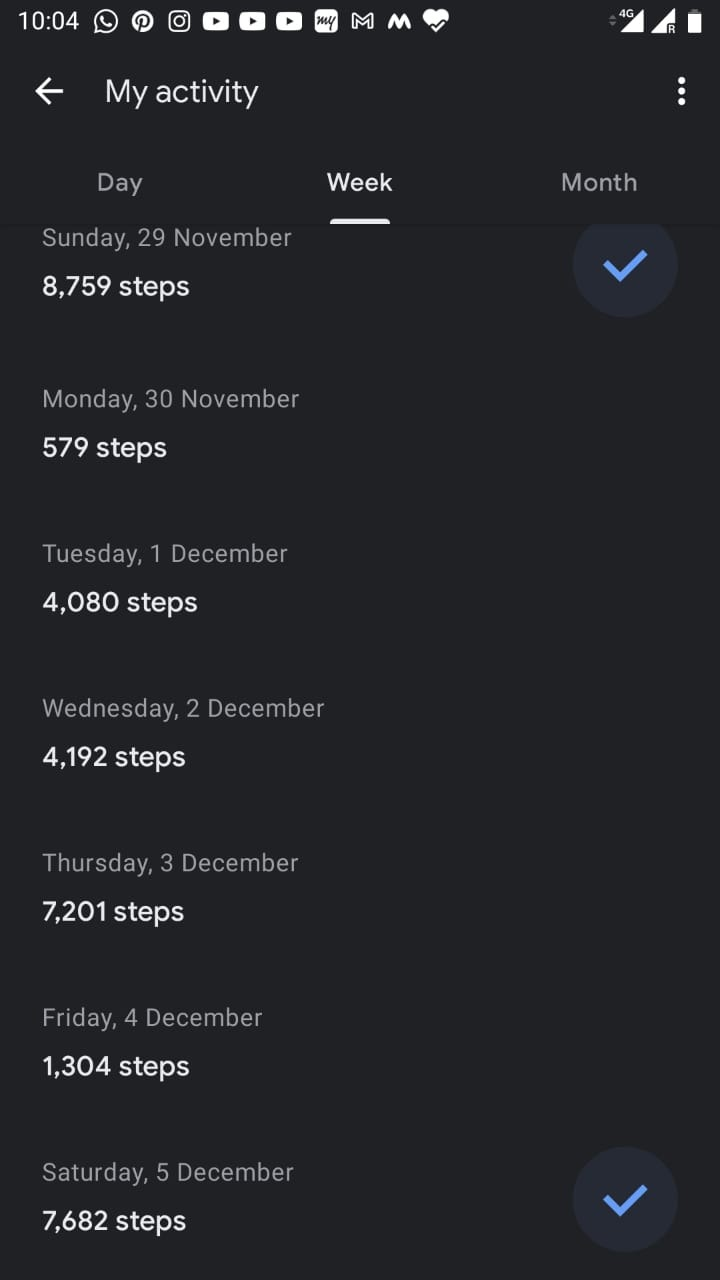 10:04
my
4G
R
My activity
Day Week Month
Sunday, 29 November
8,759 steps
Monday, 30 November
579 steps
Tuesday, 1 December
4,080 steps
Wednesday, 2 December
4,192 steps
Thursday, 3 December
7,201 steps
Friday, 4 December
1,304 steps
Saturday, 5 December
7,682 steps